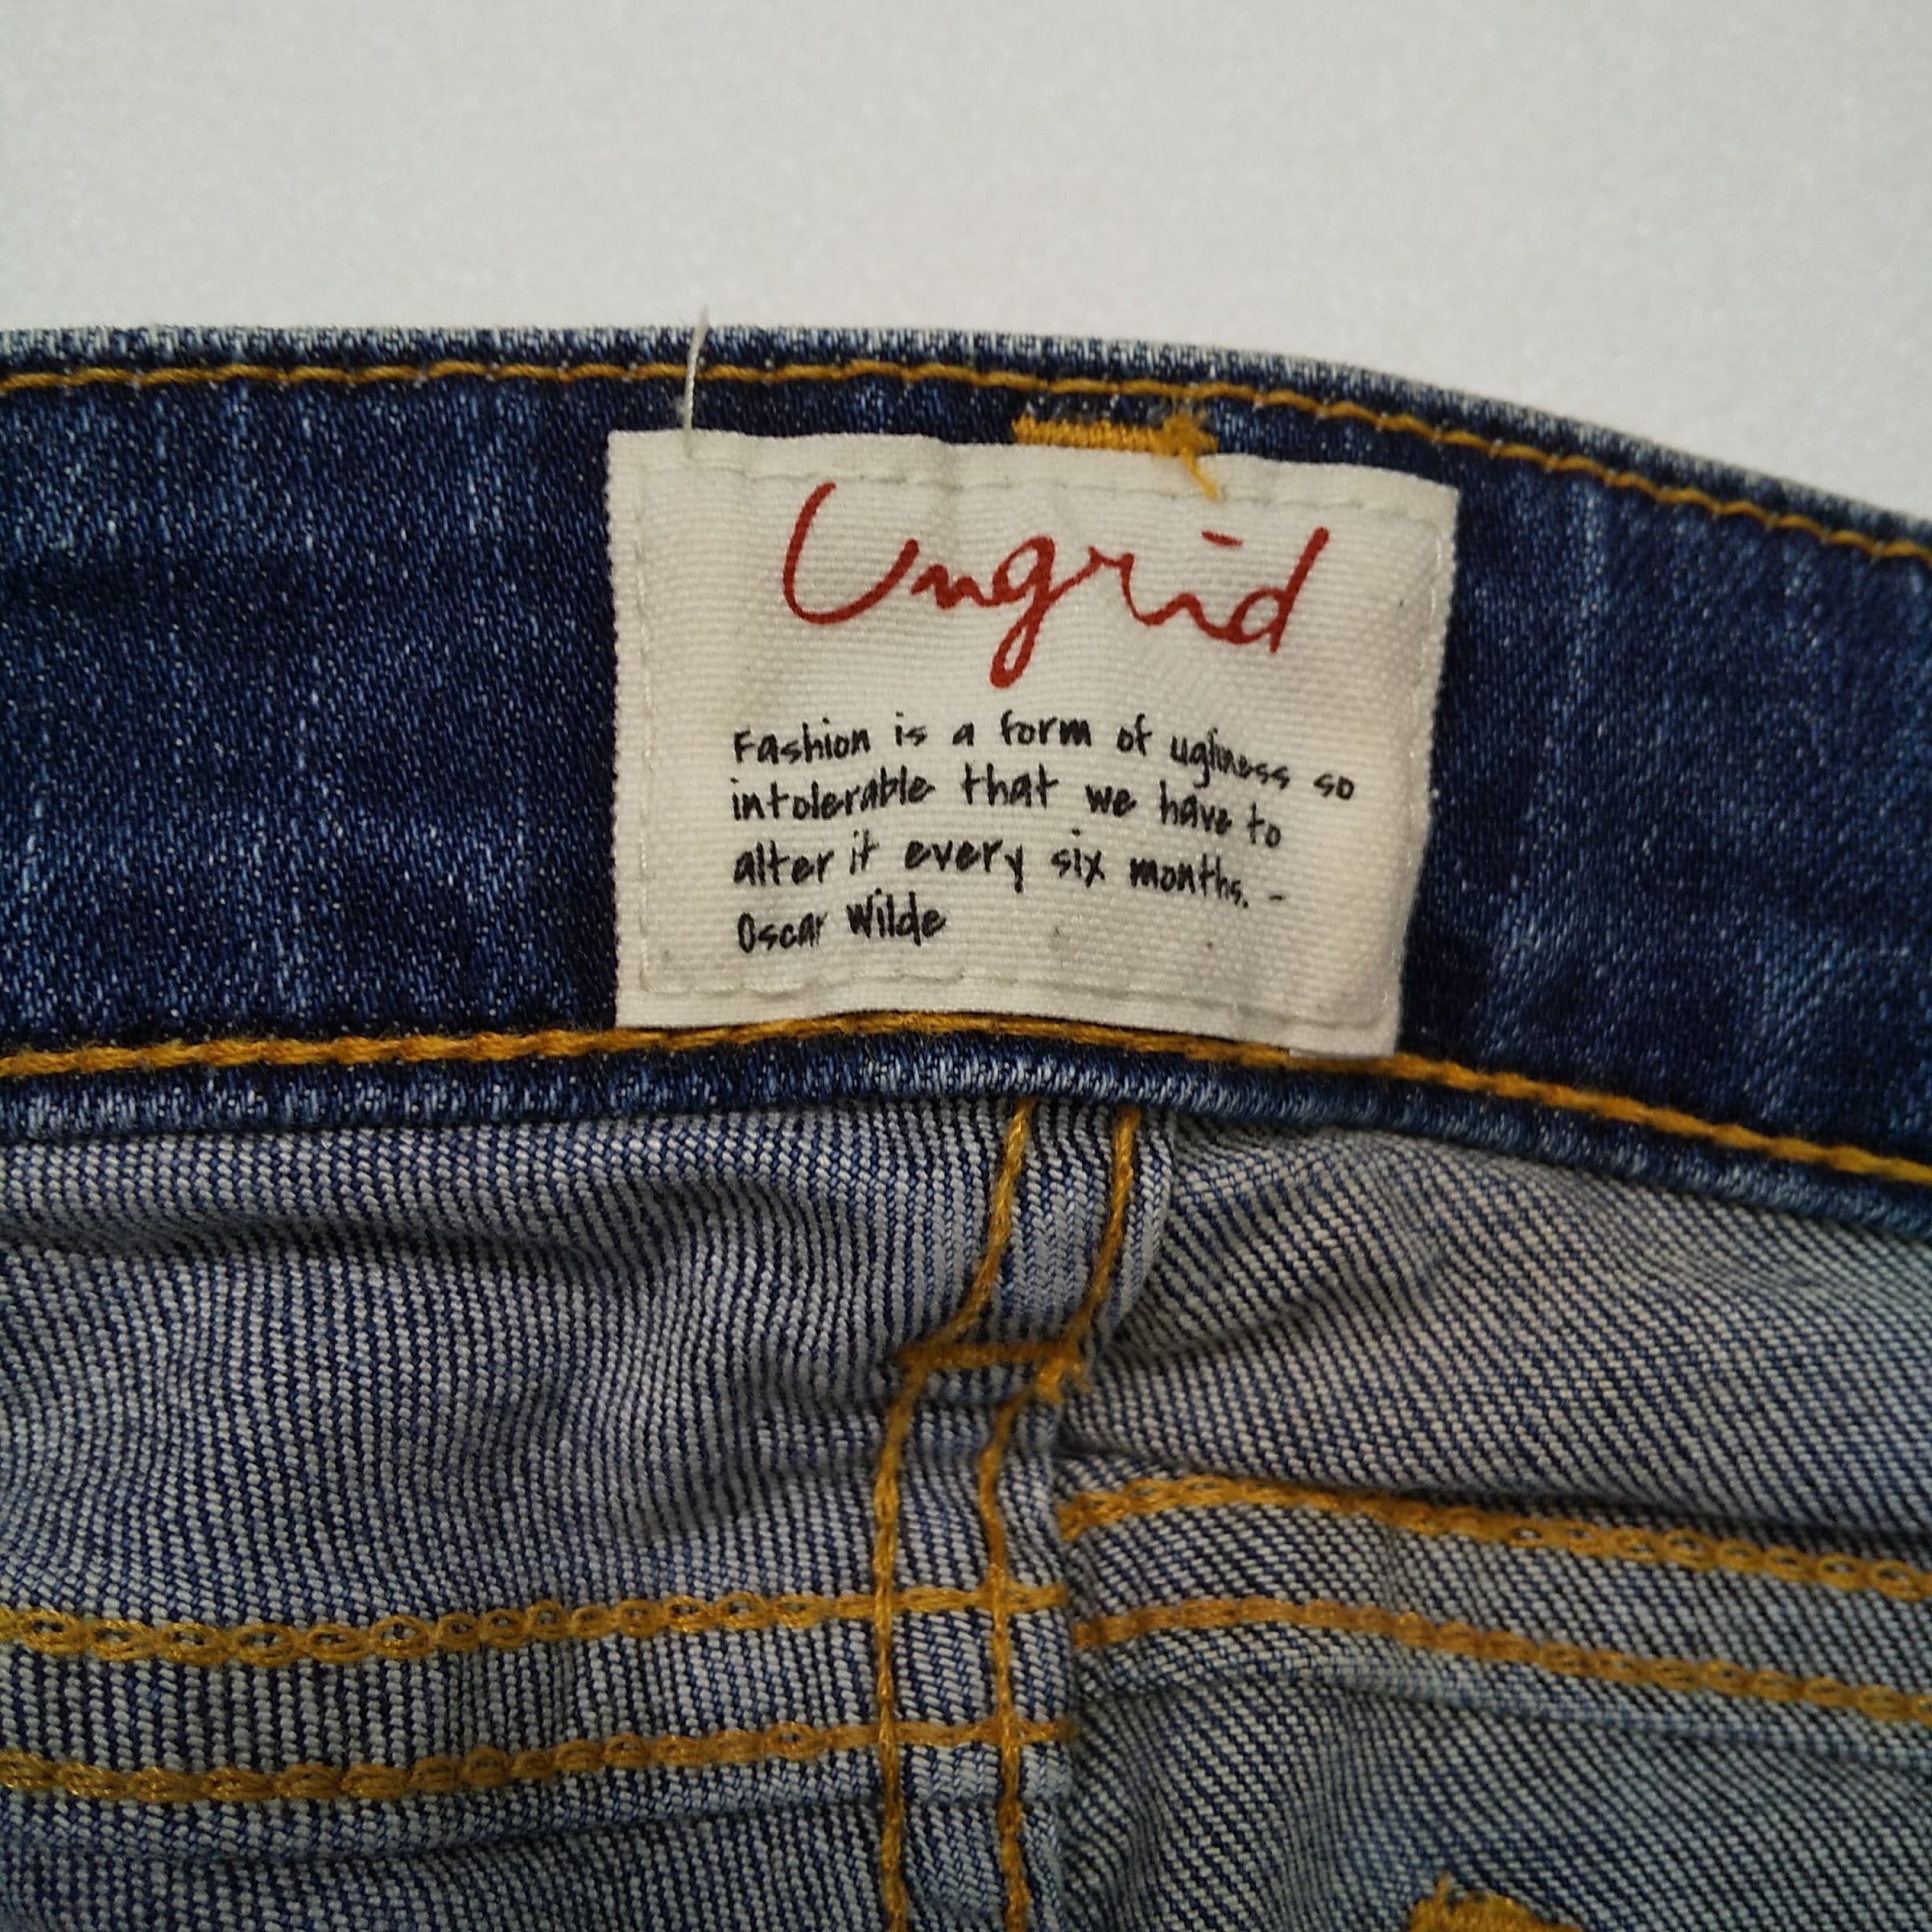 Ungrid
Fashion is a form of ugliness so
intolerable that we have to
alter it every six months. -
Oscar Wilde